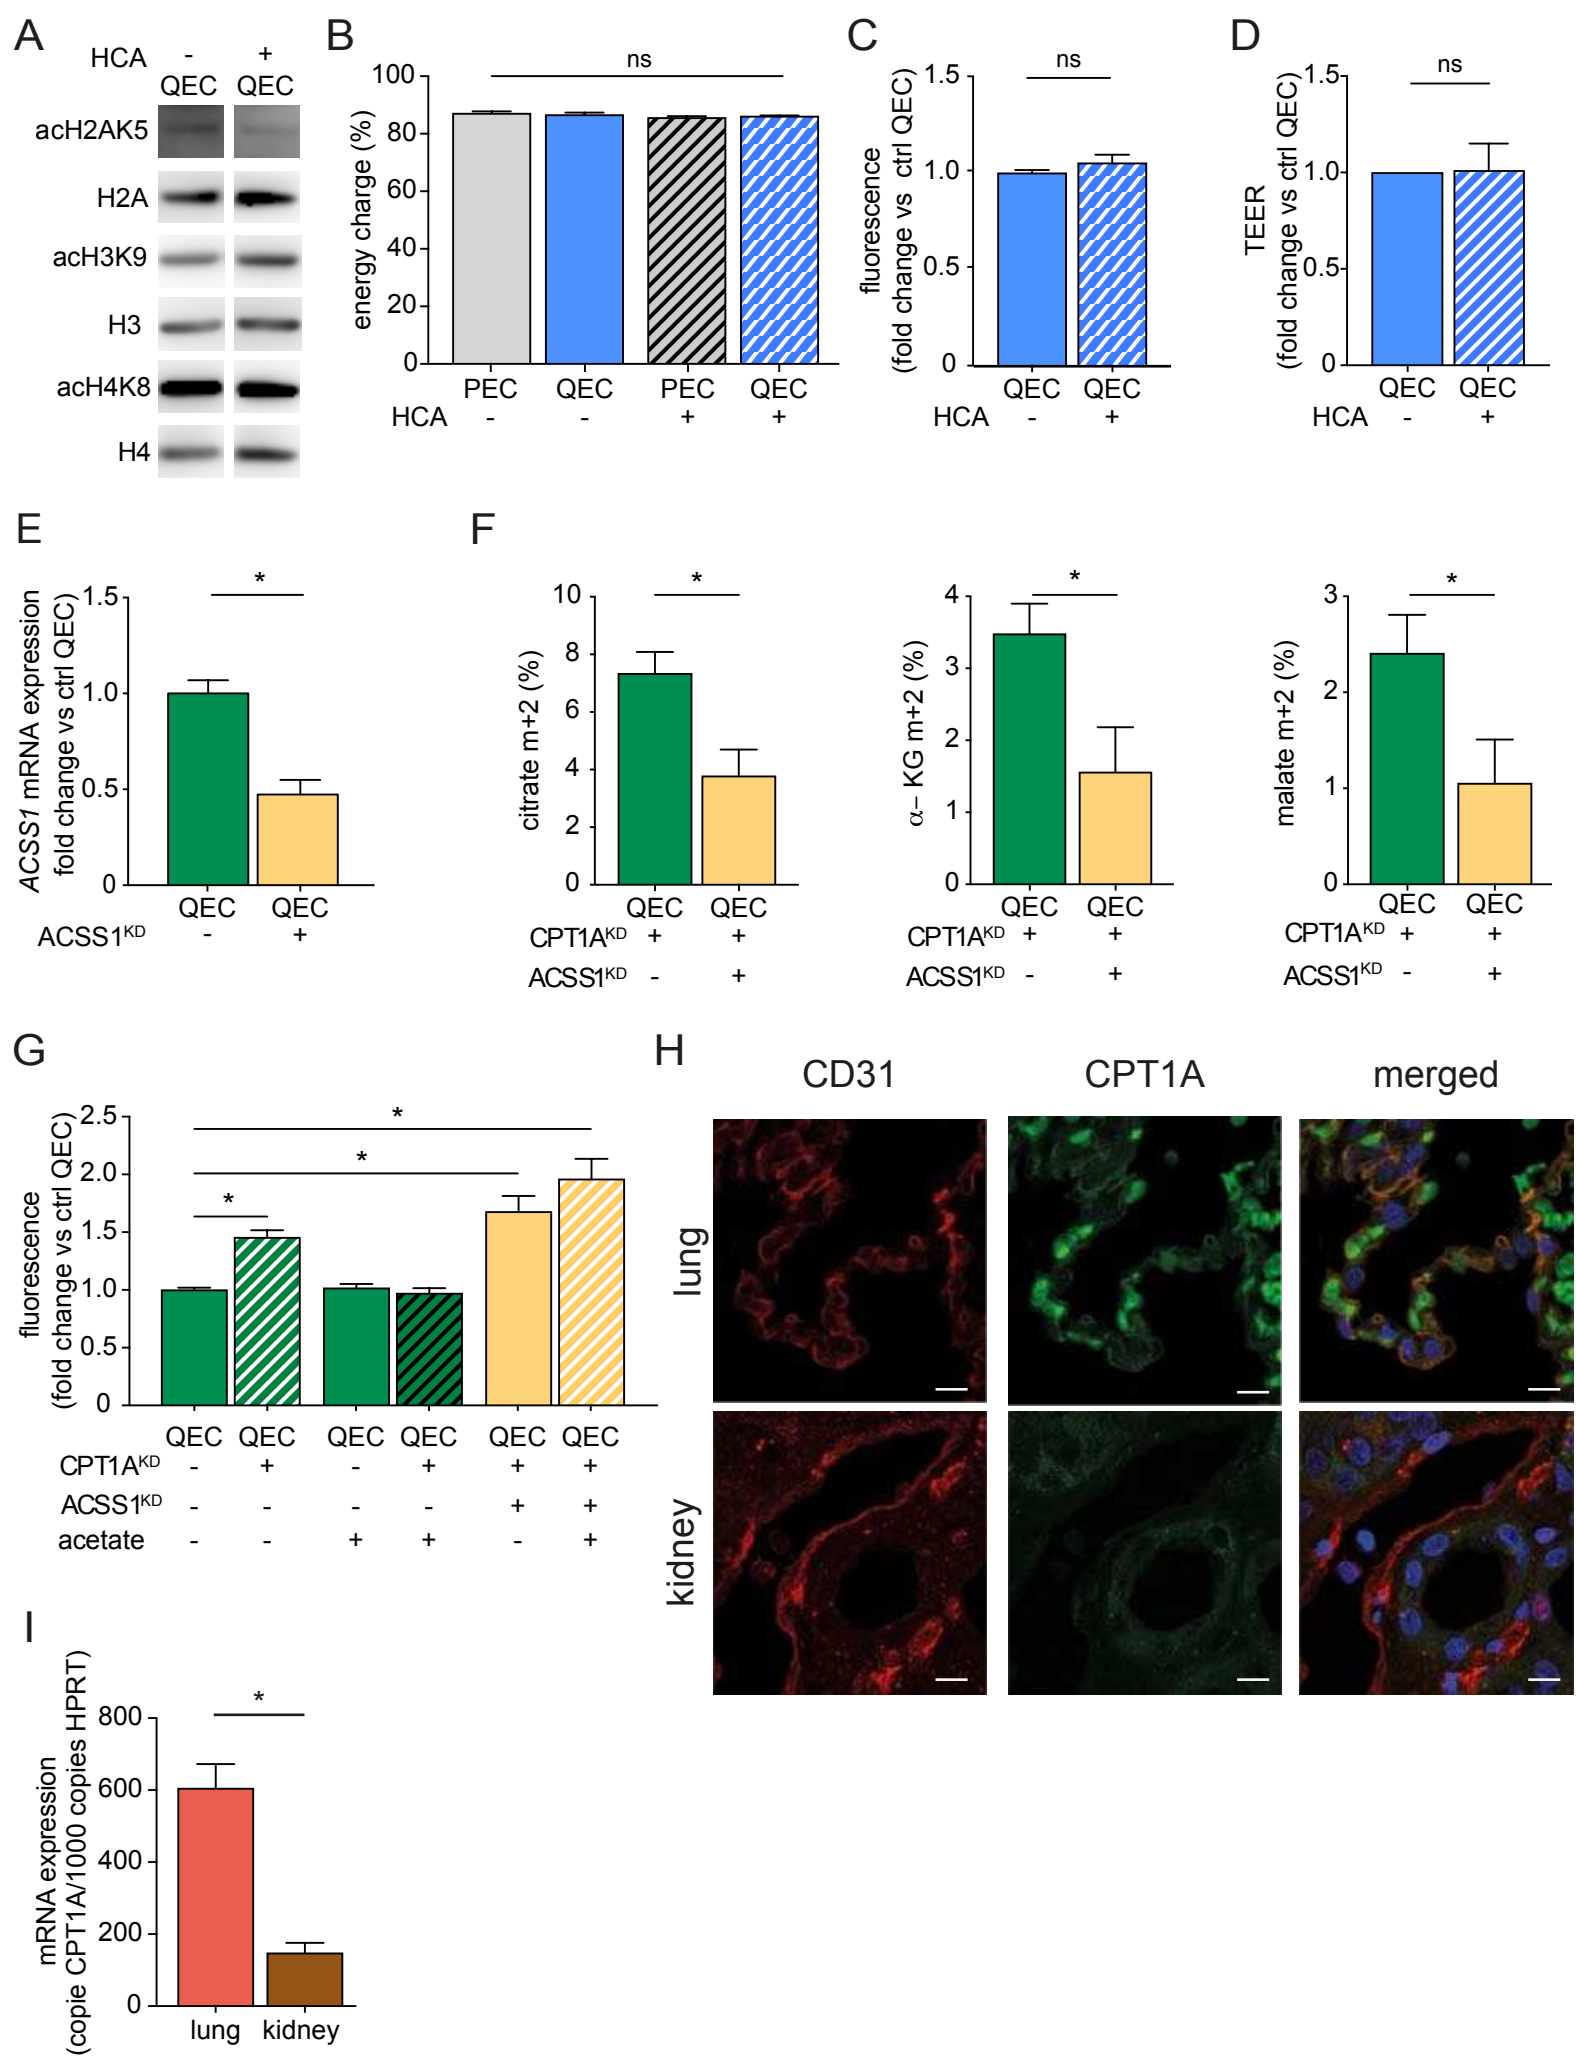 A
HCA - +
QEC QEC
acH2AK5
H2A
acH3K9
H3
acH4K8
H4
B
ns
energy charge (%)
100
80
60
40
20
0
PEC QEC PEC QEC
HCA - - + +
C
ns
fluorescence
(fold change vs ctrl QEC)
1.5
1.0
0.5
0
QEC QEC
HCA - +
D
ns
TEER
(fold change vs ctrl QEC)
1.5
1.0
0.5
0
QEC QEC
HCA - +
E
*
ACSS1 mRNA expression
fold change vs ctrl QEC)
1.5
1.0
0.5
0
QEC QEC
ACSS1KD - +
F
*
citrate m+2 (%)
10
8
6
4
2
0
QEC QEC
CPT1AKD + +
ACSS1KD - +
*
α– KG m+2 (%)
4
3
2
1
0
QEC QEC
CPT1AKD + +
ACSS1KD - +
*
malate m+2 (%)
3
2
1
0
QEC QEC
CPT1AKD + +
ACSS1KD - +
G
*
*
*
fluorescence
(fold change vs ctrl QEC)
2.5
2.0
1.5
1.0
0.5
0
QEC QEC QEC QEC QEC QEC
CPT1AKD - + - + + +
ACSS1KD - - - - + +
acetate - - + + - +
H
CD31 CPT1A merged
lung
kidney
I
*
mRNA expression
(copie CPT1A/1000 copies HPRT)
800
600
400
200
0
lung kidney